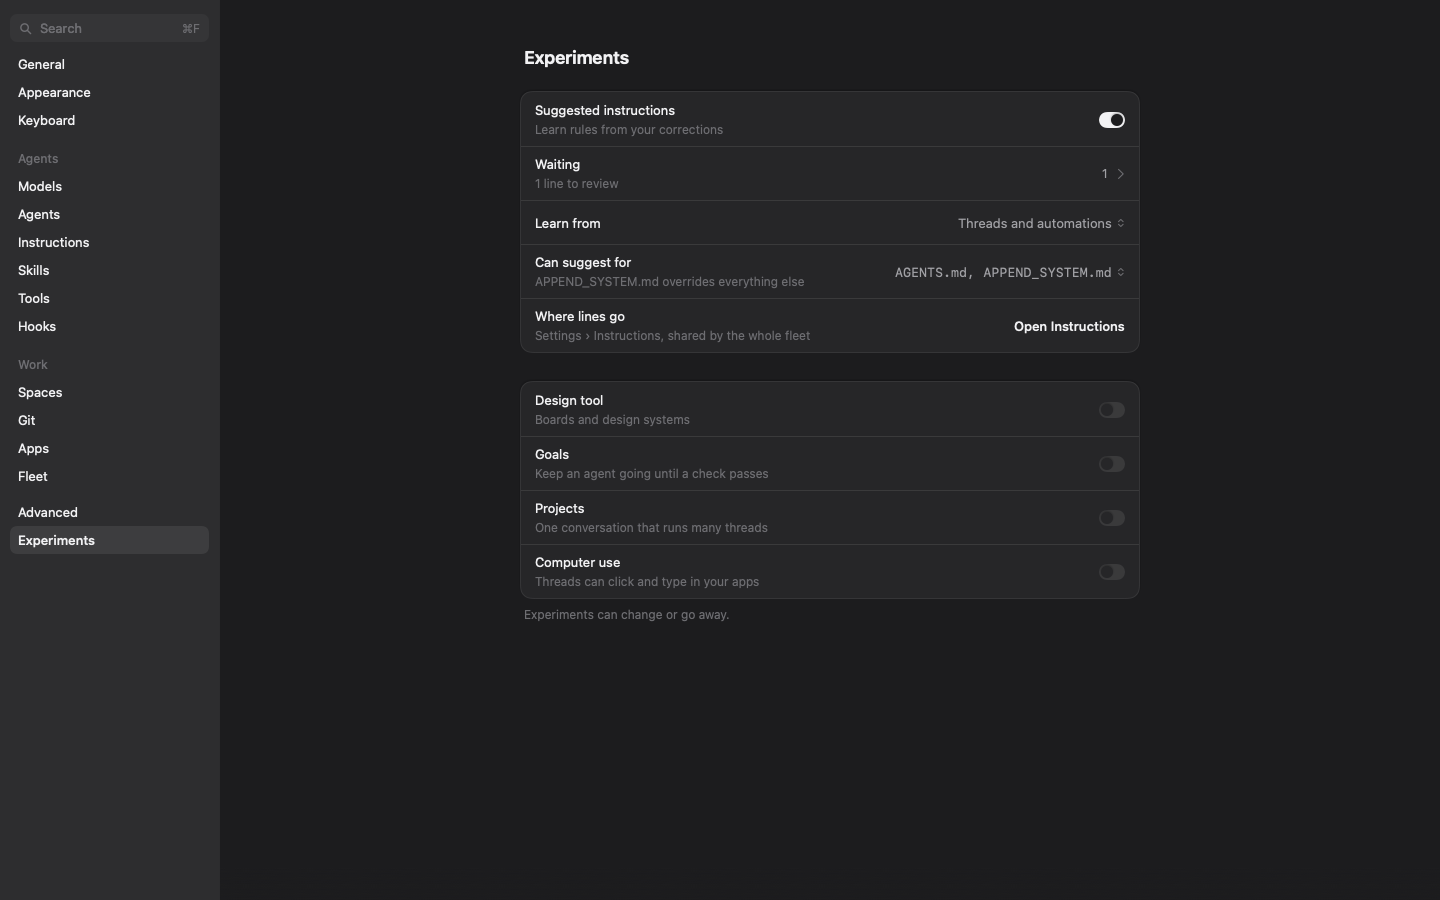 Search ⌘F
General
Appearance
Keyboard
Agents
Models
Agents
Instructions
Skills
Tools
Hooks
Work
Spaces
Git
Apps
Fleet
Advanced
Experiments
Experiments
Suggested instructions
Learn rules from your corrections
Waiting
1 line to review
1
Learn from
Threads and automations
Can suggest for
APPEND_SYSTEM.md overrides everything else
AGENTS.md, APPEND_SYSTEM.md
Where lines go
Settings › Instructions, shared by the whole fleet
Open Instructions
Design tool
Boards and design systems
Goals
Keep an agent going until a check passes
Projects
One conversation that runs many threads
Computer use
Threads can click and type in your apps
Experiments can change or go away.